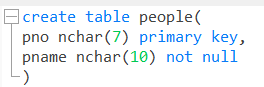 create table people(
pno nchar(7) primary key,
pname nchar(10) not null
)